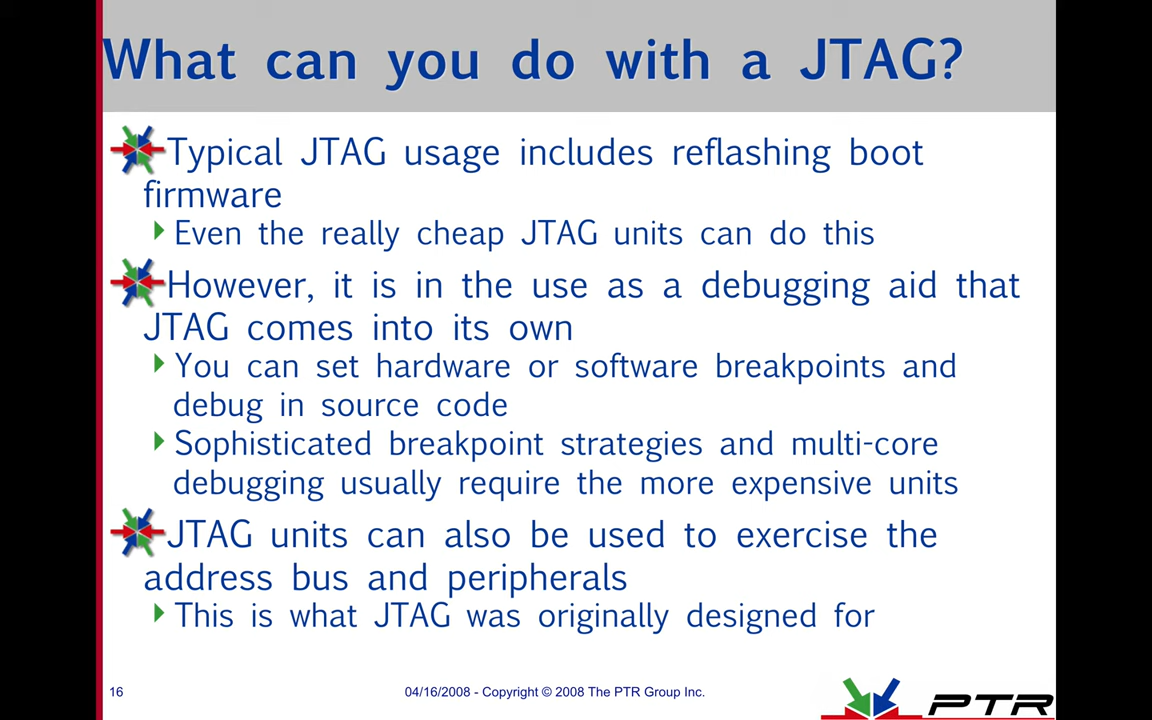 What can you do with a JTAG?
Typical JTAG usage includes reflashing boot
firmware
Even the really cheap JTAG units can do this
However, it is in the use as a debugging aid that
JTAG comes into its own
You can set hardware or software breakpoints and
debug in source code
Sophisticated breakpoint strategies and multi-core
debugging usually require the more expensive units
JTAG units can also be used to exercise the
address bus and peripherals
This is what JTAG was originally designed for
16
04/16/2008 - Copyright © 2008 The PTR Group Inc.
PTR